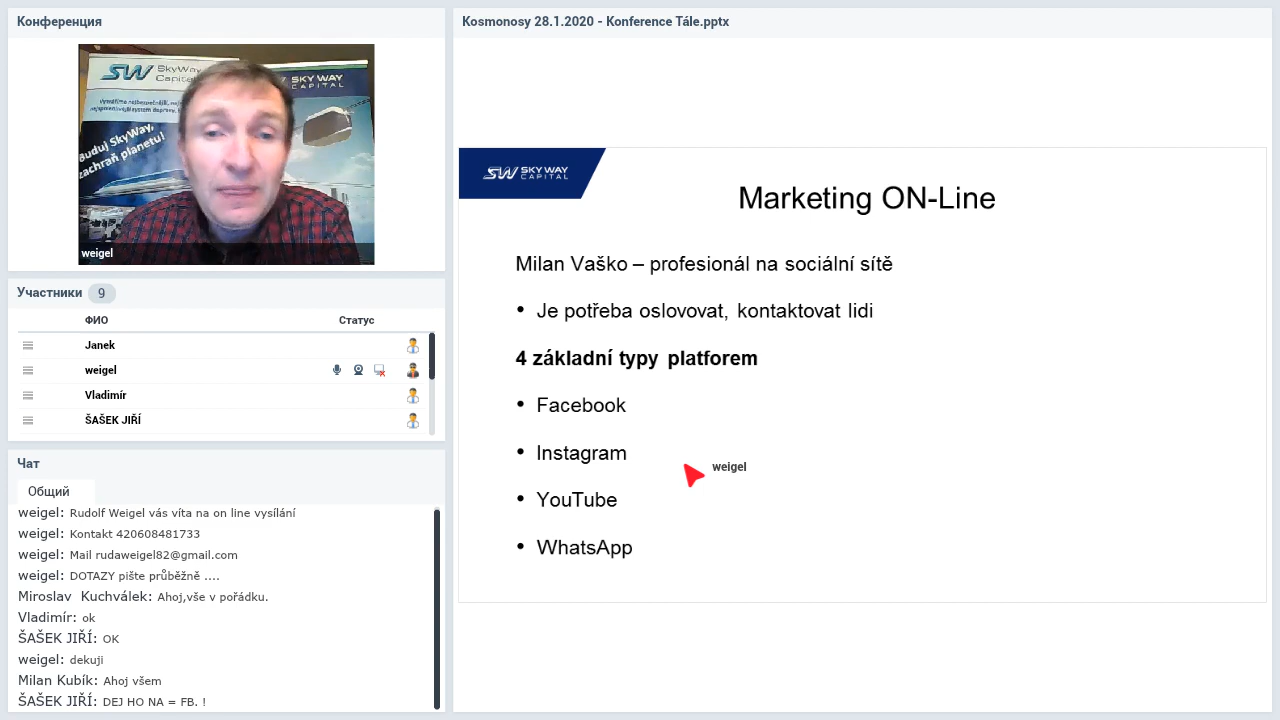 Конференция
SW SkyWay Capital
SKY WAY CAPITAL
Buduj SkyWay,
zachraň planetu!
weigel
Участники 9
ФИО Статус
Janek
weigel
Vladimír
ŠAŠEK JIŘÍ
Чат
Общий
weigel: Rudolf Weigel vás víta na on line vysílání
weigel: Kontakt 420608481733
weigel: Mail rudaweigel82@gmail.com
weigel: DOTAZY pište průběžně ....
Miroslav Kuchválek: Ahoj,vše v pořádku.
Vladimír: ok
ŠAŠEK JIŘÍ: OK
weigel: dekuji
Milan Kubík: Ahoj všem
ŠAŠEK JIŘÍ: DEJ HO NA = FB. !
Kosmonosy 28.1.2020 - Konference Tále.pptx
SW SKY WAY CAPITAL
Marketing ON-Line
Milan Vaško – profesionál na sociální sítě
• Je potřeba oslovovat, kontaktovat lidi
4 základní typy platforem
• Facebook
• Instagram
weigel
• YouTube
• WhatsApp